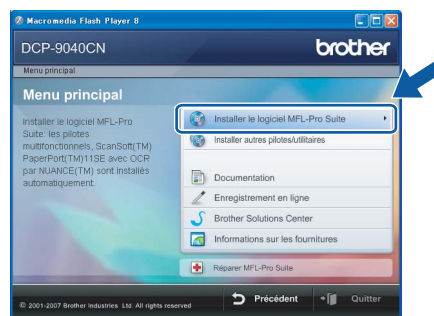 Macromedia Flash Player 8
DCP-9040CN
brother
Menu principal
Menu principal
Installer le logiciel MFL-Pro
Suite: les pilotes
multifonctionnels, ScanSoft(TM)
PaperPort(TM)11SE avec OCR
par NUANCE(TM) sont installés
automatiquement.
Installer le logiciel MFL-Pro Suite
Installer autres pilotes/utilitaires
Documentation
Enregistrement en ligne
Brother Solutions Center
Informations sur les fournitures
Réparer MFL-Pro Suite
© 2001-2007 Brother Industries Ltd. All rights reserved
Précédent
Quitter